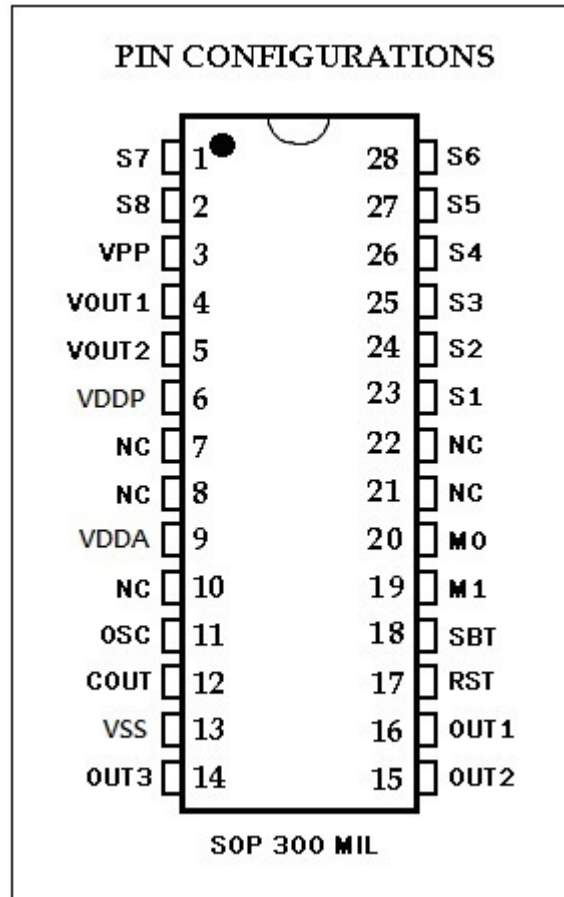 PIN CONFIGURATIONS
S7 1 28 S6
S8 2 27 S5
VPP 3 26 S4
VOUT1 4 25 S3
VOUT2 5 24 S2
VDDP 6 23 S1
NC 7 22 NC
NC 8 21 NC
VDDA 9 20 M0
NC 10 19 M1
OSC 11 18 SBT
COUT 12 17 RST
VSS 13 16 OUT1
OUT3 14 15 OUT2
SOP 300 MIL